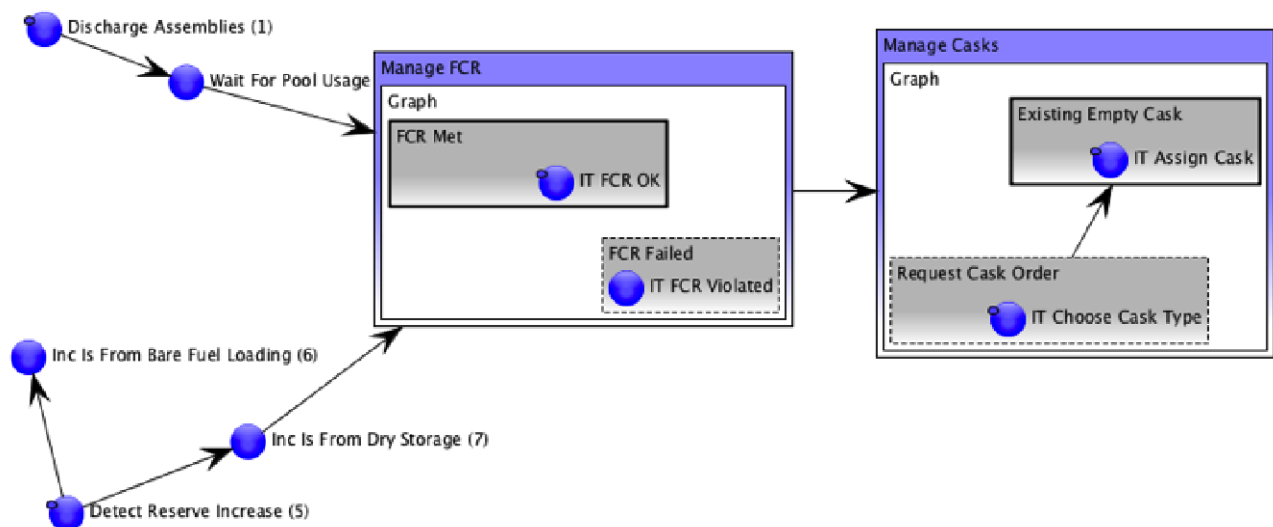 Discharge Assemblies (1)
Wait For Pool Usage
Manage FCR
Graph
FCR Met
IT FCR OK
FCR Failed
IT FCR Violated
Manage Casks
Graph
Existing Empty Cask
IT Assign Cask
Request Cask Order
IT Choose Cask Type
Inc Is From Bare Fuel Loading (6)
Inc Is From Dry Storage (7)
Detect Reserve Increase (5)